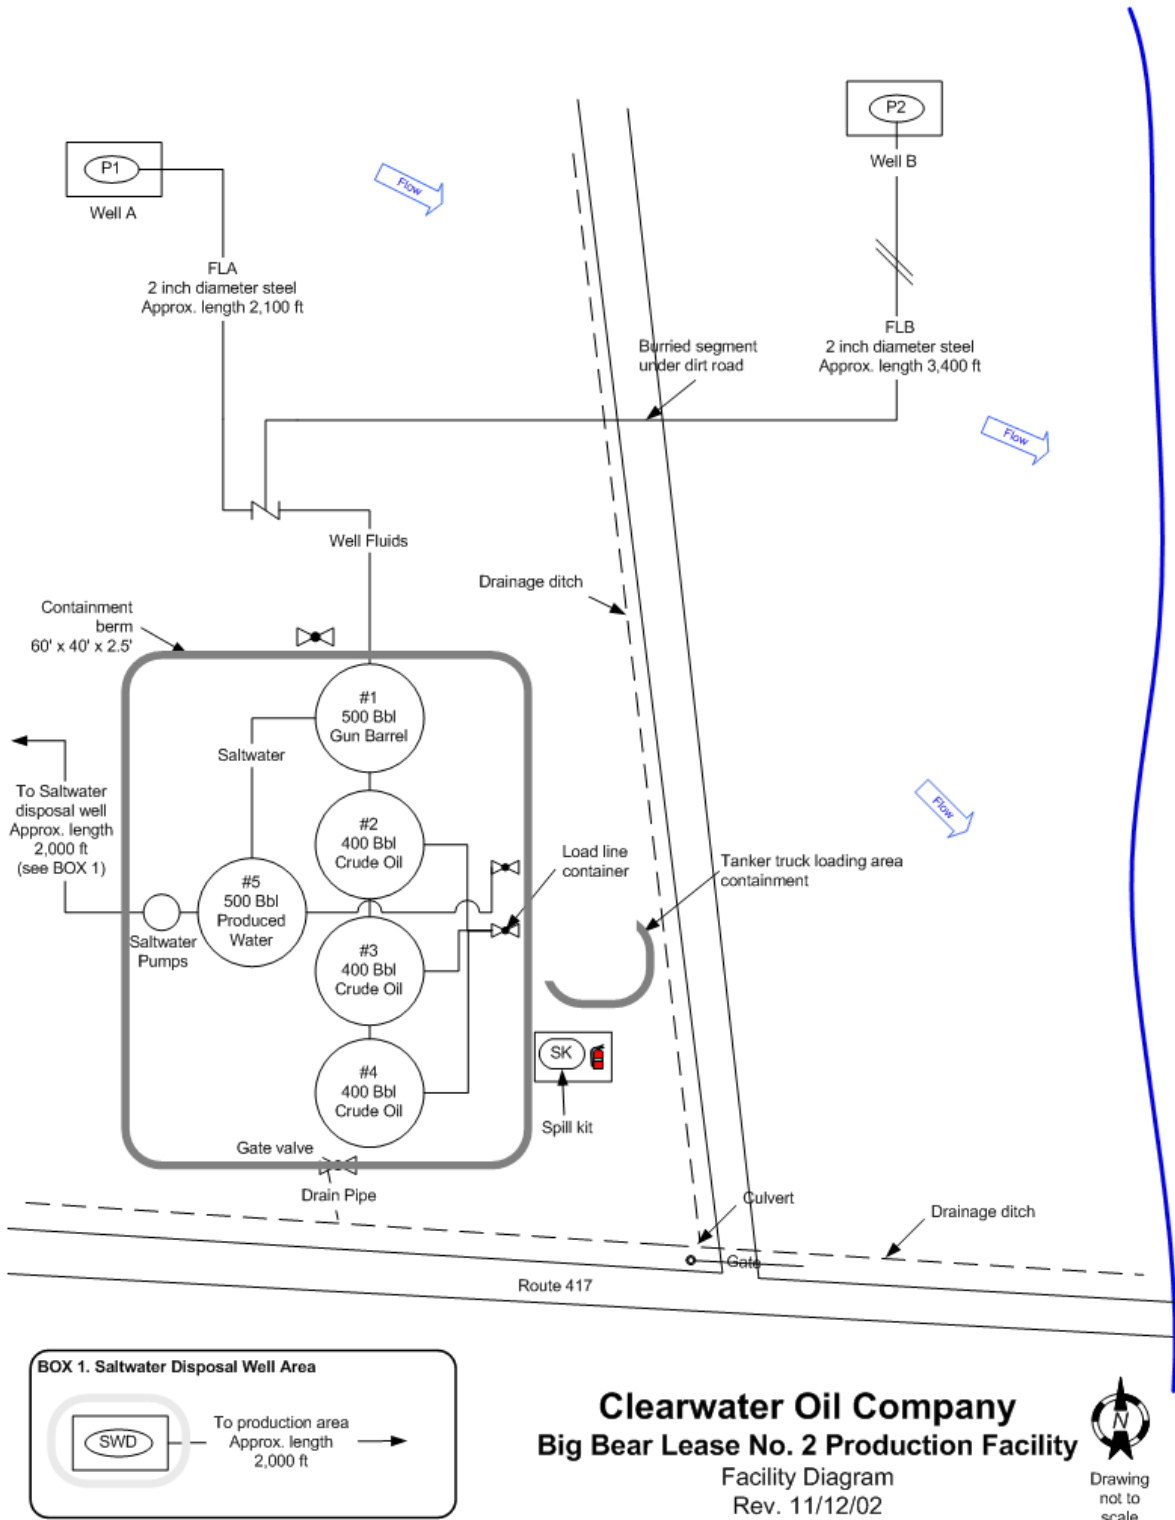 P2
Well B
P1
Well A
Flow
FLA
2 inch diameter steel
Approx. length 2,100 ft
FLB
2 inch diameter steel
Approx. length 3,400 ft
Burried segment
under dirt road
Flow
Well Fluids
Drainage ditch
Containment
berm
60' x 40' x 2.5'
#1
500 Bbl
Gun Barrel
Saltwater
To Saltwater
disposal well
Approx. length
2,000 ft
(see BOX 1)
#2
400 Bbl
Crude Oil
Load line
container
Tanker truck loading area
containment
Flow
#5
500 Bbl
Produced
Water
Saltwater
Pumps
#3
400 Bbl
Crude Oil
#4
400 Bbl
Crude Oil
SK
Spill kit
Gate valve
Drain Pipe
Culvert
Drainage ditch
Gate
Route 417
BOX 1. Saltwater Disposal Well Area
SWD
To production area
Approx. length
2,000 ft
Clearwater Oil Company
Big Bear Lease No. 2 Production Facility
Facility Diagram
Rev. 11/12/02
N
Drawing
not to
scale